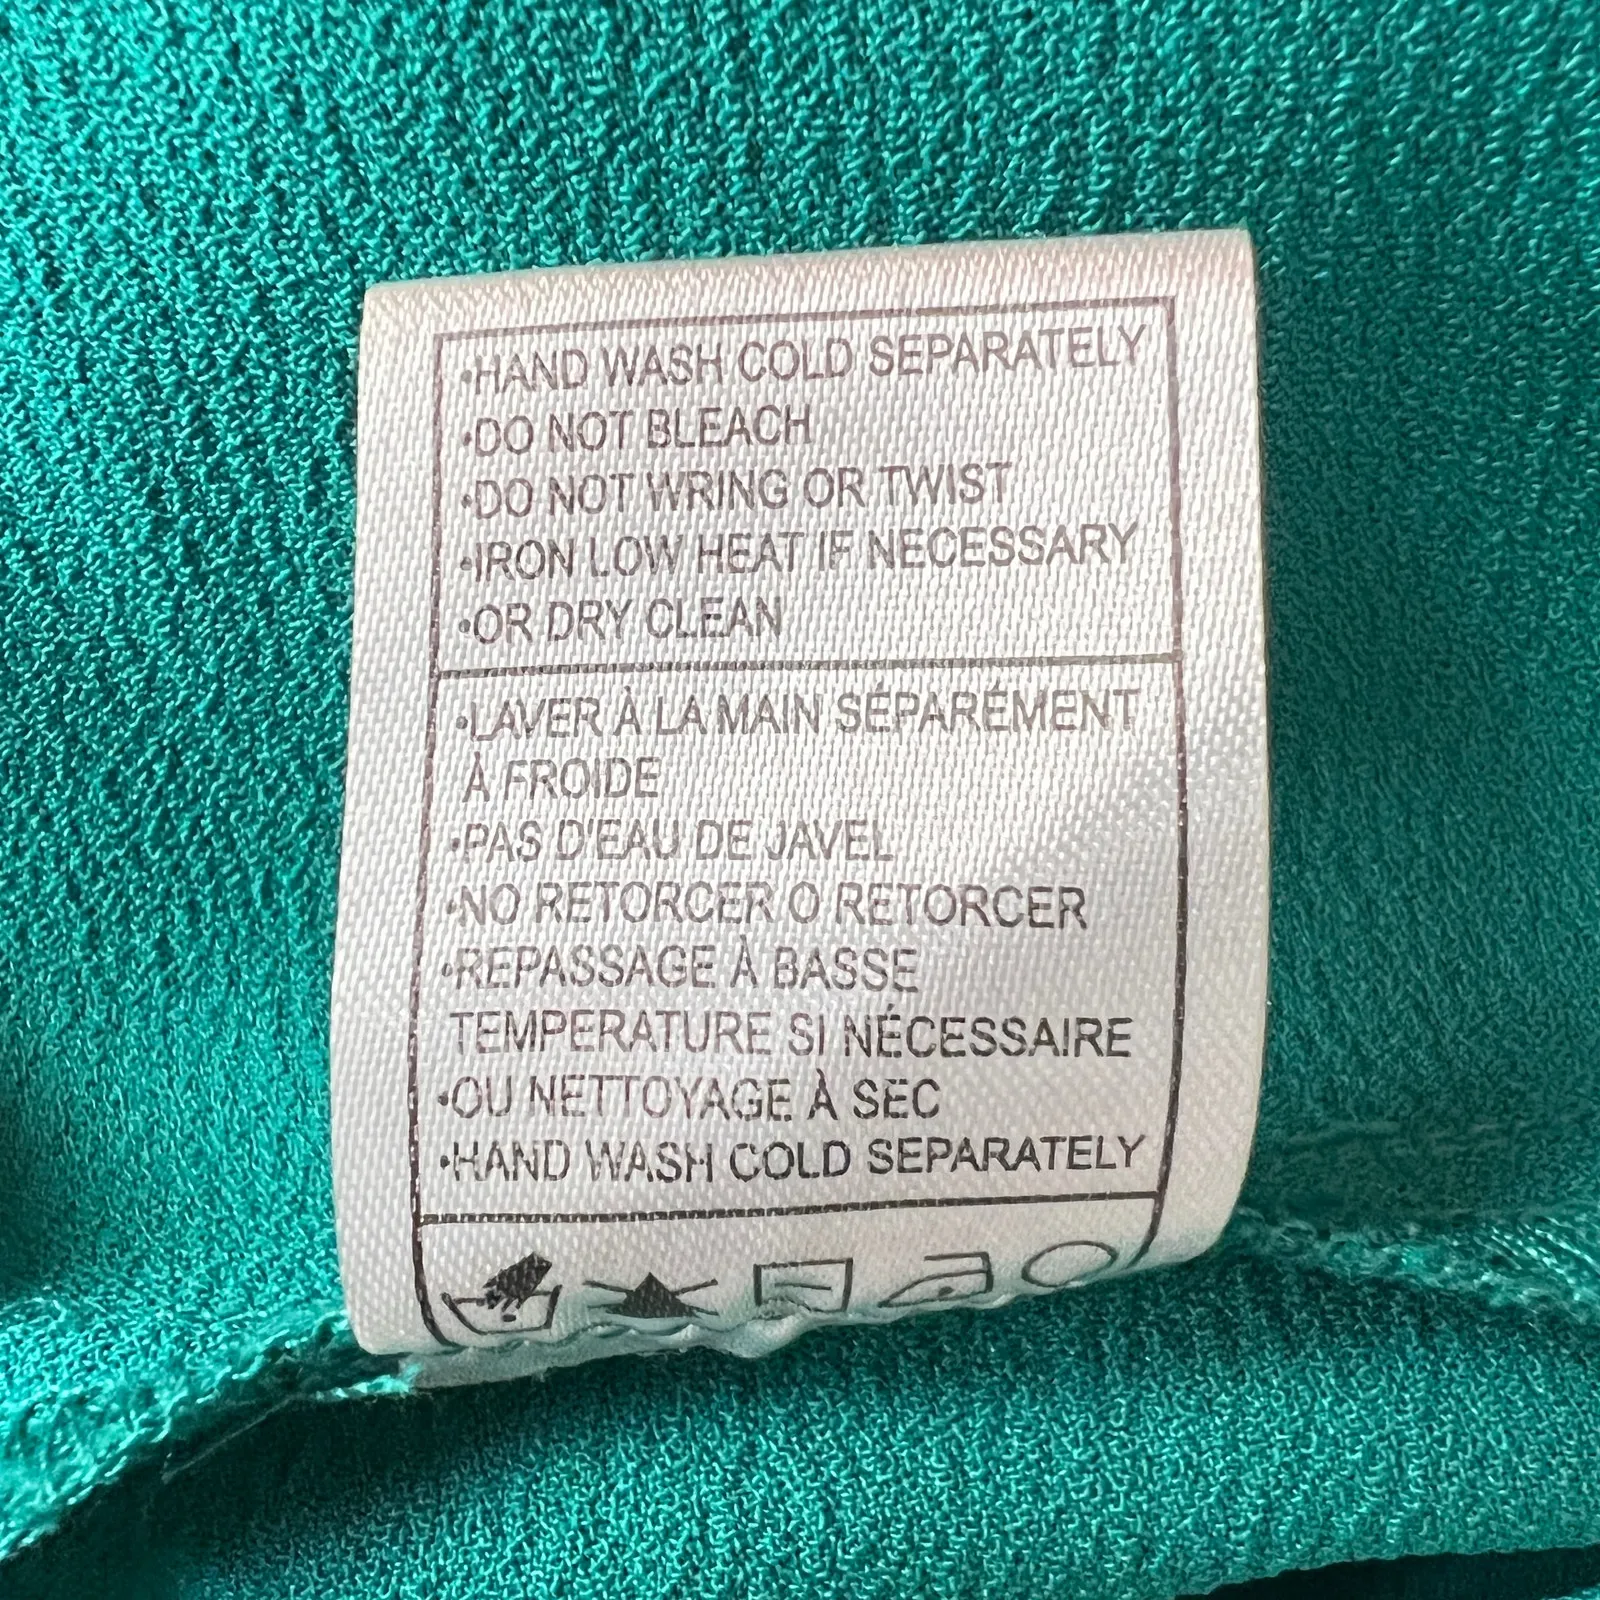 •HAND WASH COLD SEPARATELY
•DO NOT BLEACH
•DO NOT WRING OR TWIST
•IRON LOW HEAT IF NECESSARY
•OR DRY CLEAN
•LAVER À LA MAIN SÉPARÉMENT
À FROIDE
•PAS D'EAU DE JAVEL
•NO RETORCER O RETORCER
•REPASSAGE À BASSE
TEMPERATURE SI NÉCESSAIRE
•OU NETTOYAGE À SEC
•HAND WASH COLD SEPARATELY